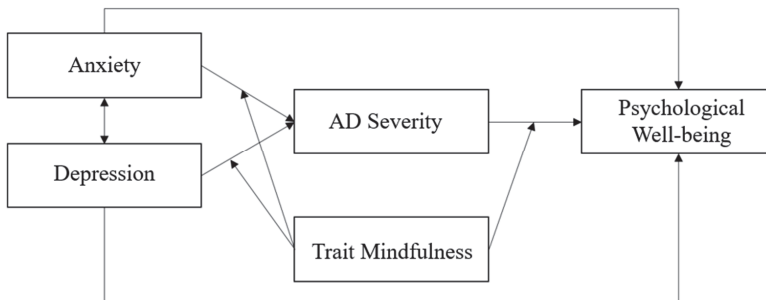 Anxiety
Depression
AD Severity
Trait Mindfulness
Psychological
Well-being